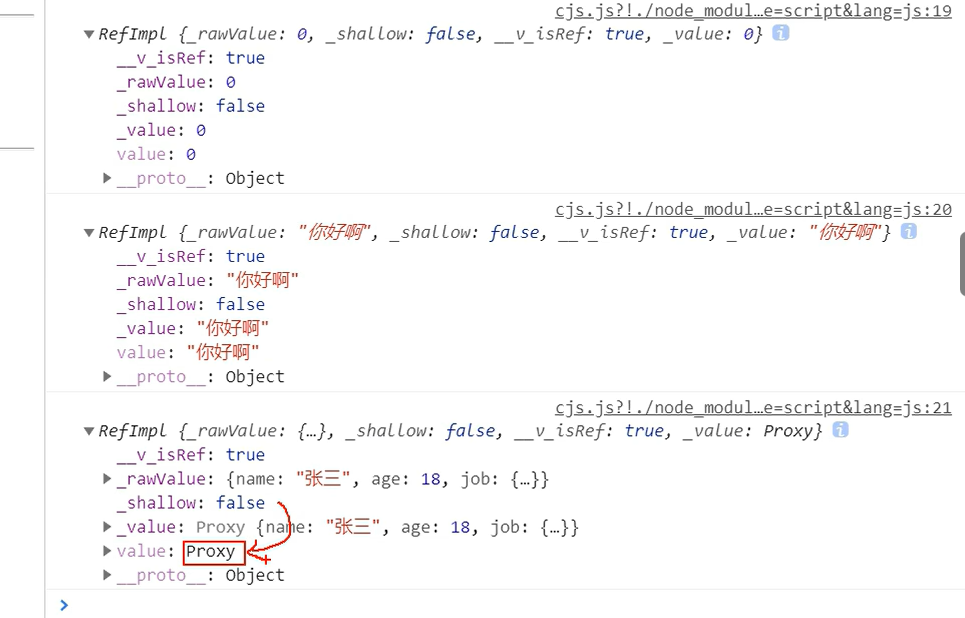 cjs.js?!./node_modul…e=script&lang=js:19
▼RefImpl {_rawValue: 0, _shallow: false, __v_isRef: true, _value: 0} i
__v_isRef: true
_rawValue: 0
_shallow: false
_value: 0
value: 0
▶__proto__: Object
cjs.js?!./node_modul…e=script&lang=js:20
▼RefImpl {_rawValue: "你好啊", _shallow: false, __v_isRef: true, _value: "你好啊"} i
__v_isRef: true
_rawValue: "你好啊"
_shallow: false
_value: "你好啊"
value: "你好啊"
▶__proto__: Object
cjs.js?!./node_modul…e=script&lang=js:21
▼RefImpl {_rawValue: {…}, _shallow: false, __v_isRef: true, _value: Proxy} i
__v_isRef: true
▶_rawValue: {name: "张三", age: 18, job: {…}}
_shallow: false
▶_value: Proxy {name: "张三", age: 18, job: {…}}
▶value: Proxy
▶__proto__: Object
>